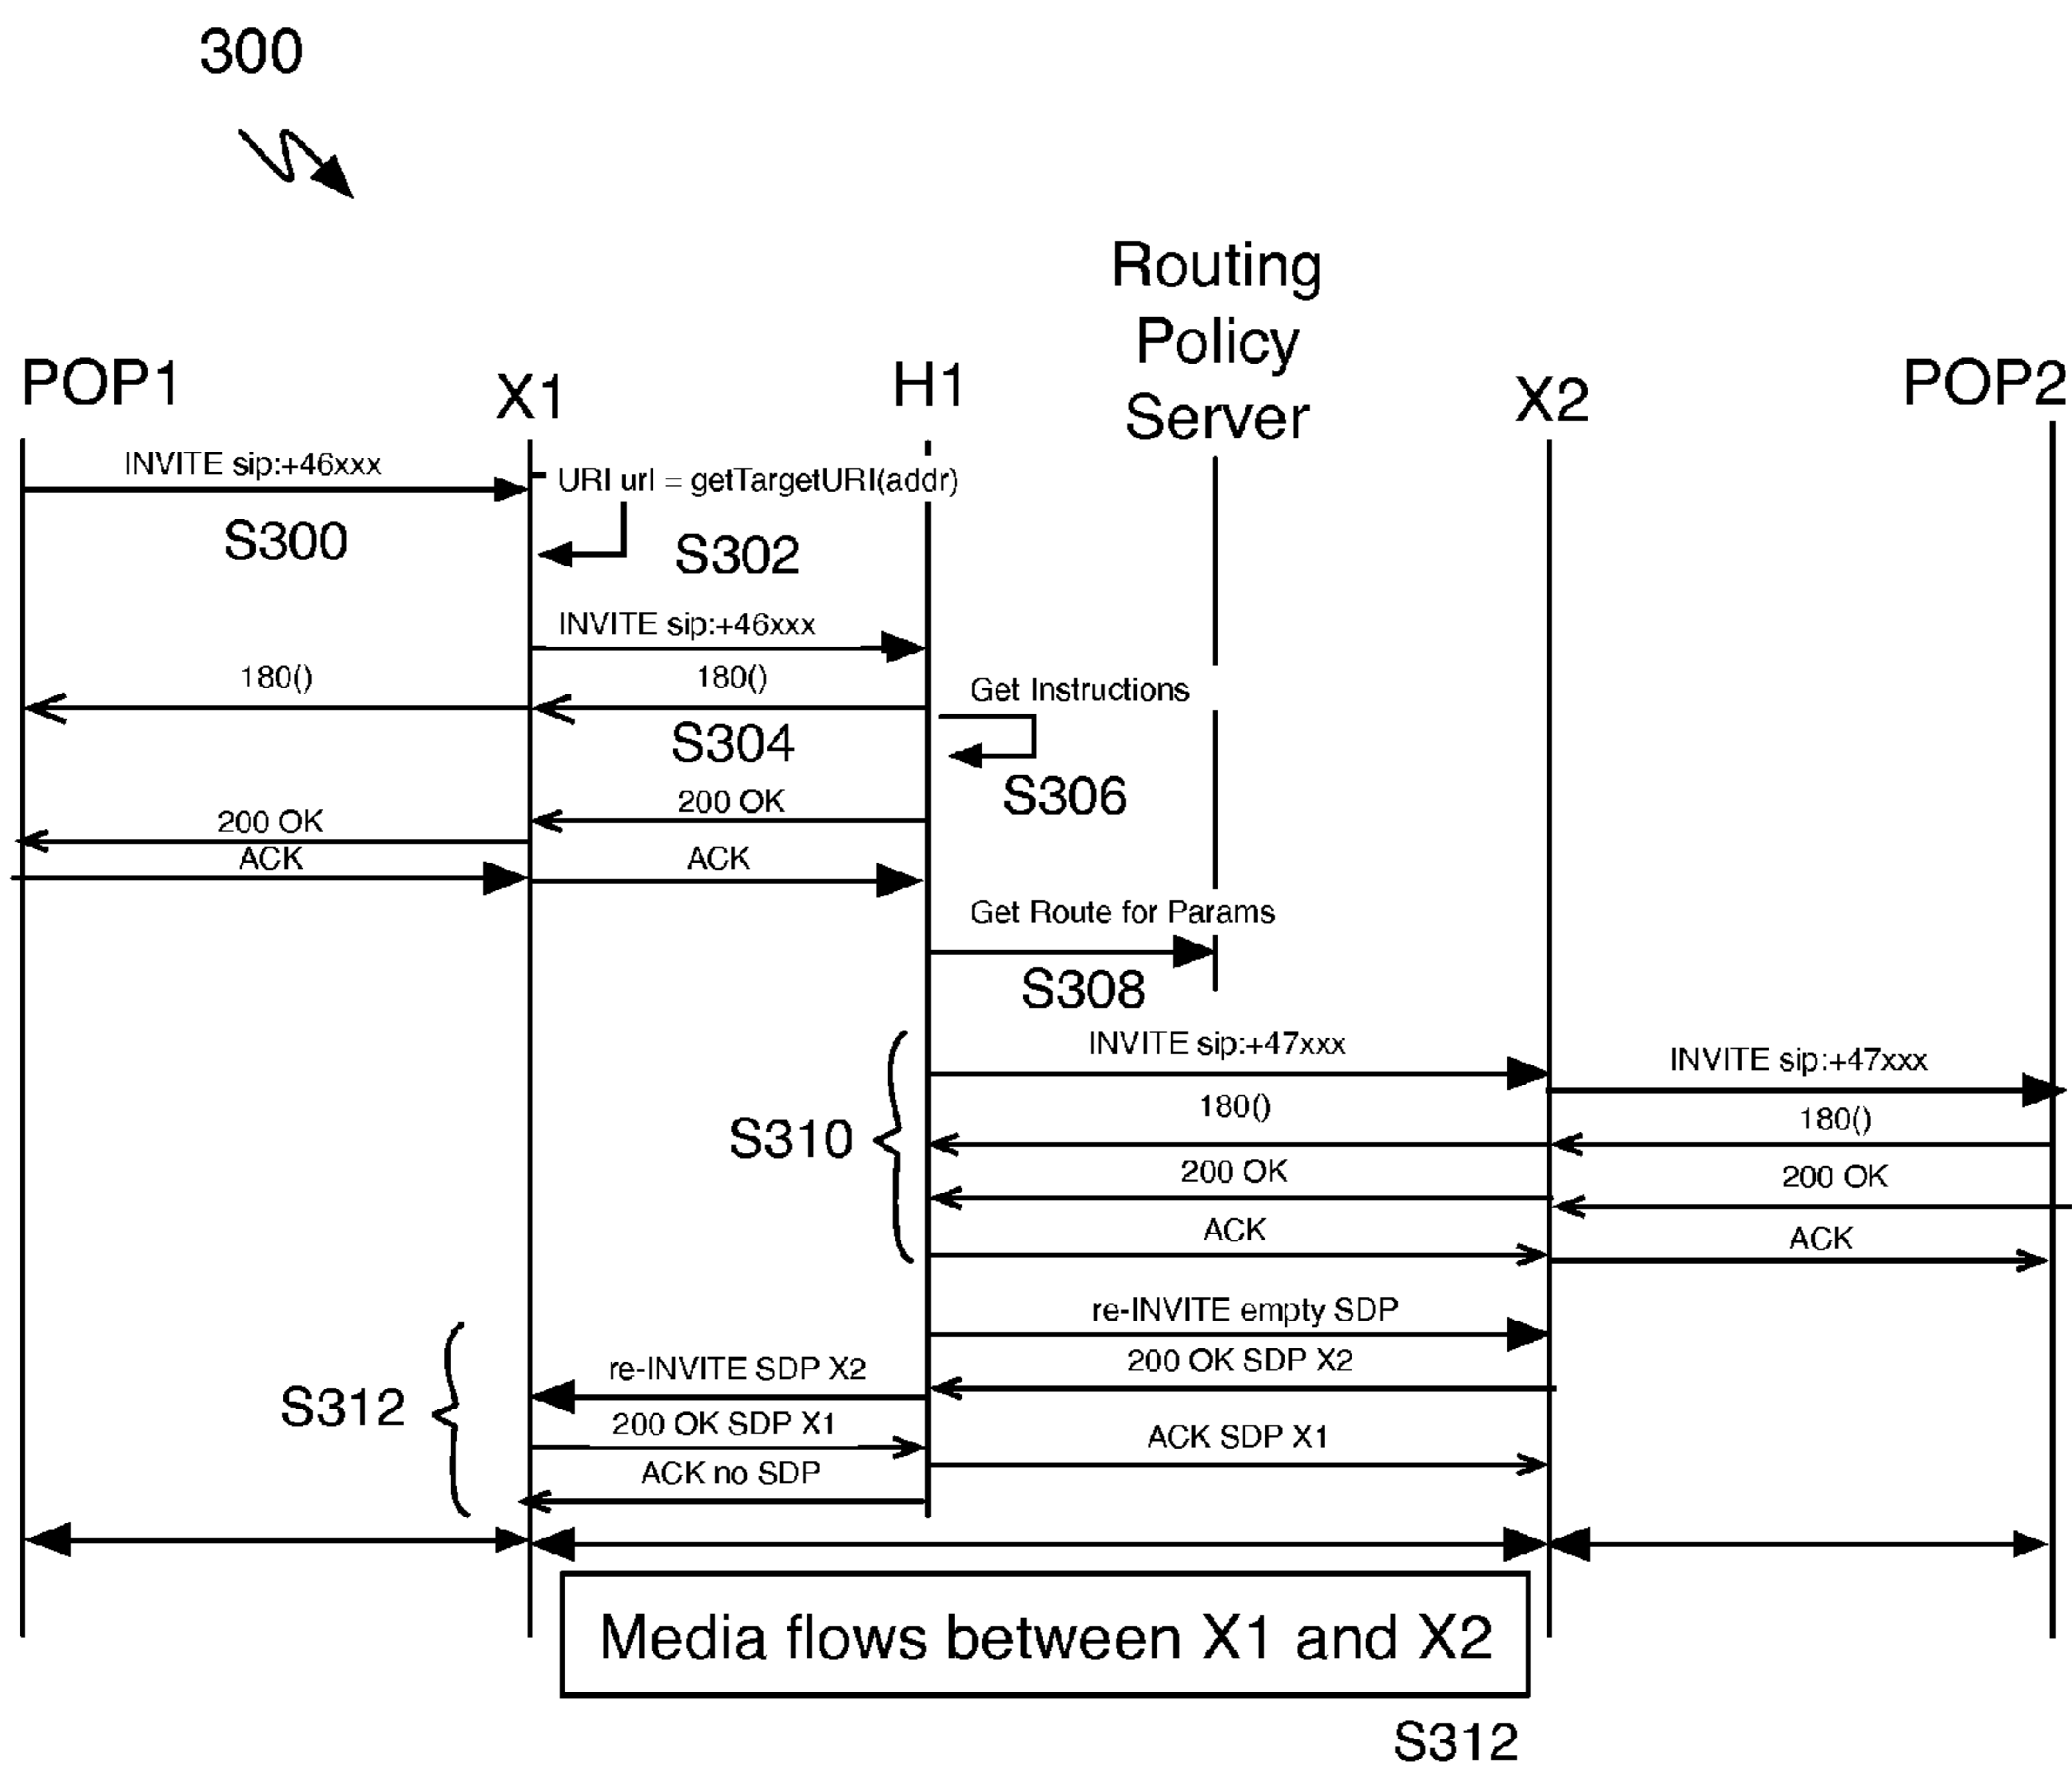 300
Routing
Policy
Server
POP1
X1
H1
X2
POP2
INVITE sip:+46xxx
URI url = getTargetURI(addr)
S300
S302
INVITE sip:+46xxx
180()
180()
Get Instructions
S304
S306
200 OK
200 OK
ACK
ACK
Get Route for Params
S308
INVITE sip:+47xxx
INVITE sip:+47xxx
180()
180()
S310
200 OK
200 OK
ACK
ACK
re-INVITE empty SDP
200 OK SDP X2
re-INVITE SDP X2
S312
200 OK SDP X1
ACK SDP X1
ACK no SDP
Media flows between X1 and X2
S312